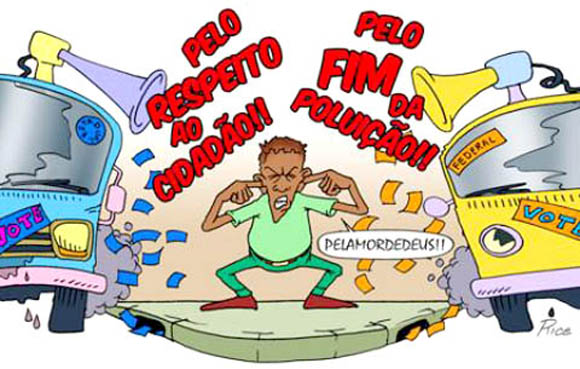 PELO
RESPEITO
AO
CIDADÃO!!
PELO
FIM
DA
POLUIÇÃO!!
PELAMORDEDEUS!!
VOTE
FEDERAL
VOTE
Rice